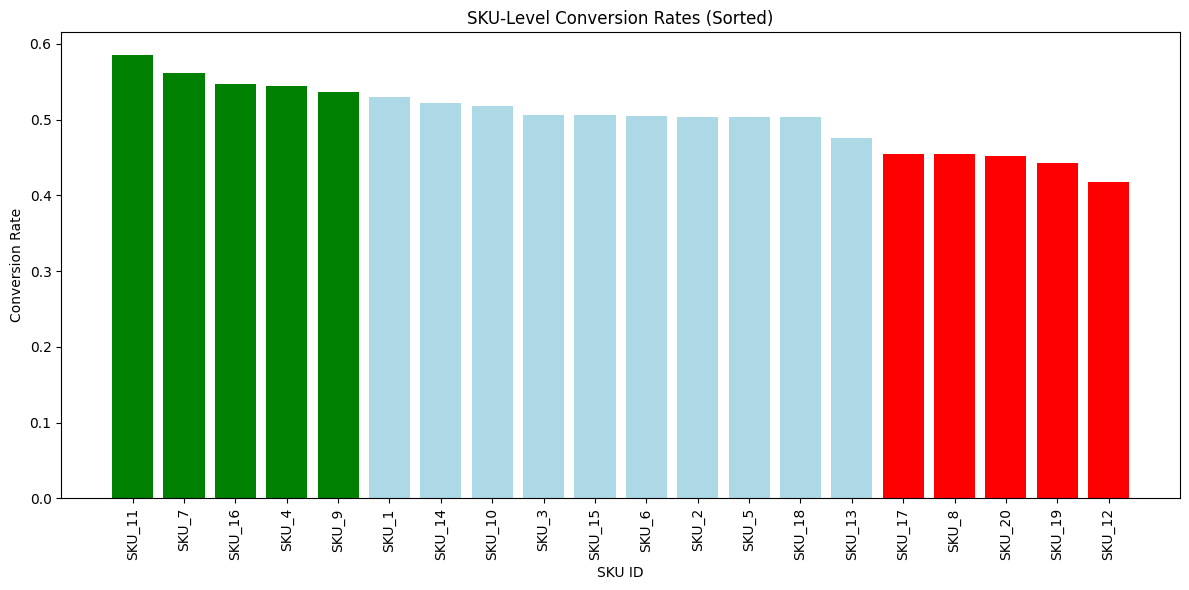 SKU-Level Conversion Rates (Sorted)
Conversion Rate
0.6
0.5
0.4
0.3
0.2
0.1
0.0
SKU_11
SKU_7
SKU_16
SKU_4
SKU_9
SKU_1
SKU_14
SKU_10
SKU_3
SKU_15
SKU_6
SKU_2
SKU_5
SKU_18
SKU_13
SKU_17
SKU_8
SKU_20
SKU_19
SKU_12
SKU ID